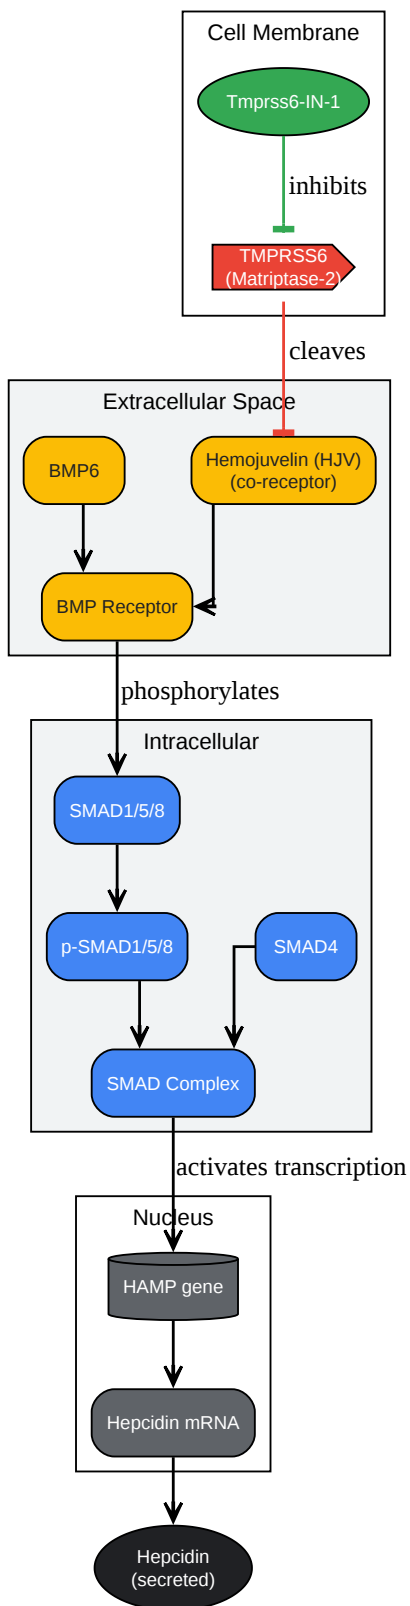 Cell Membrane
Tmprss6-IN-1
inhibits
TMPRSS6
(Matriptase-2)
cleaves
Extracellular Space
BMP6
Hemojuvelin (HJV)
(co-receptor)
BMP Receptor
phosphorylates
Intracellular
SMAD1/5/8
p-SMAD1/5/8
SMAD4
SMAD Complex
activates transcription
Nucleus
HAMP gene
Hepcidin mRNA
Hepcidin
(secreted)